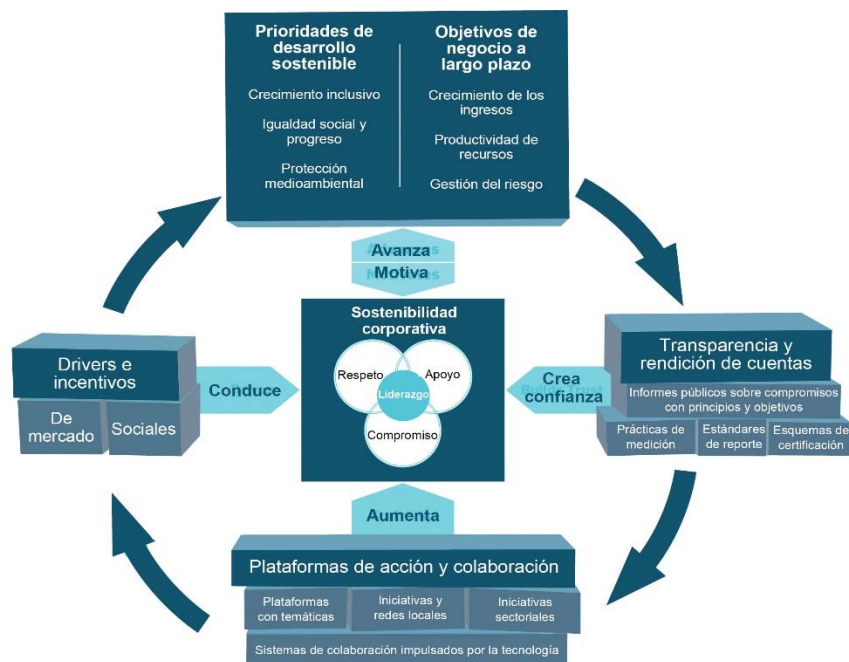 Prioridades de
desarrollo
sostenible
Crecimiento inclusivo
Igualdad social y
progreso
Protección
medioambiental
Objetivos de
negocio a
largo plazo
Crecimiento de los
ingresos
Productividad de
recursos
Gestión del riesgo
Avanza
Motiva
Sostenibilidad
corporativa
Respeto
Apoyo
Liderazgo
Compromiso
Drivers e
incentivos
De
mercado
Sociales
Conduce
Crea
confianza
Transparencia y
rendición de cuentas
Informes públicos sobre compromisos
con principios y objetivos
Prácticas de
medición
Estándares
de reporte
Esquemas de
certificación
Aumenta
Plataformas de acción y colaboración
Plataformas
con temáticas
Iniciativas y
redes locales
Iniciativas
sectoriales
Sistemas de colaboración impulsados por la tecnología